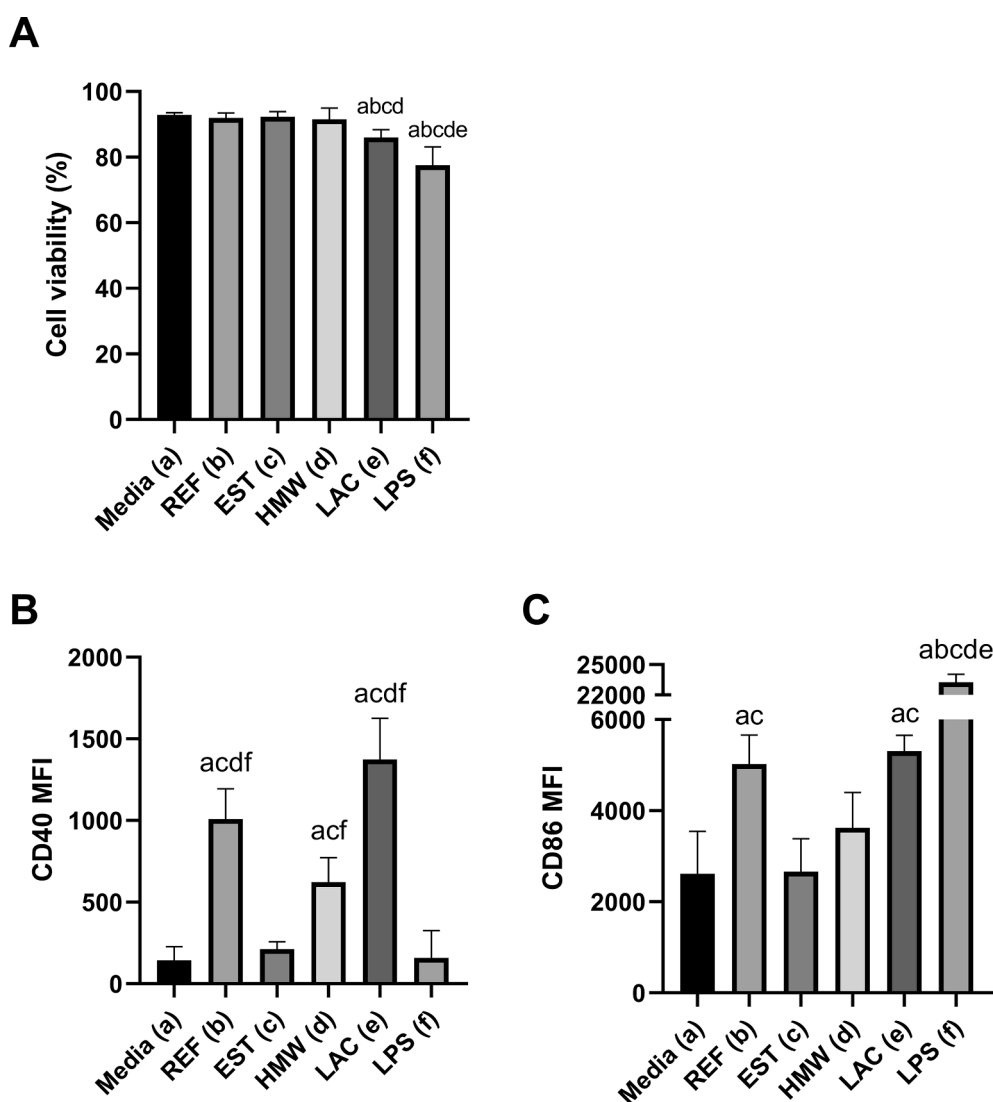 A
Cell viability (%)
100
80
60
40
20
0
abcd
abcde
Media (a)
REF (b)
EST (c)
HMW (d)
LAC (e)
LPS (f)
B
CD40 MFI
2000
1500
1000
500
0
acdf
acf
acdf
Media (a)
REF (b)
EST (c)
HMW (d)
LAC (e)
LPS (f)
C
CD86 MFI
25000
22000
6000
4000
2000
0
ac
ac
abcde
Media (a)
REF (b)
EST (c)
HMW (d)
LAC (e)
LPS (f)